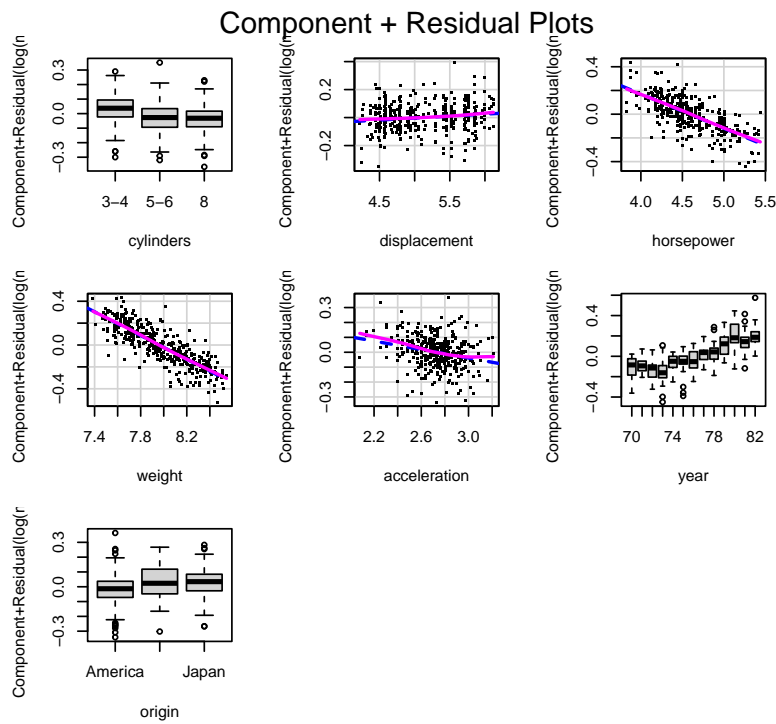 Component + Residual Plots
Component+Residual(log(m
−0.3 0.0 0.3
3−4 5−6 8
cylinders
Component+Residual(log(m
−0.2 0.2
4.5 5.5
displacement
Component+Residual(log(m
−0.4 0.0 0.4
4.0 4.5 5.0 5.5
horsepower
Component+Residual(log(m
−0.4 0.0 0.4
7.4 7.8 8.2
weight
Component+Residual(log(m
−0.3 0.0 0.3
2.2 2.6 3.0
acceleration
Component+Residual(log(m
−0.4 0.0 0.4
70 74 78 82
year
Component+Residual(log(m
−0.3 0.0 0.3
America Japan
origin